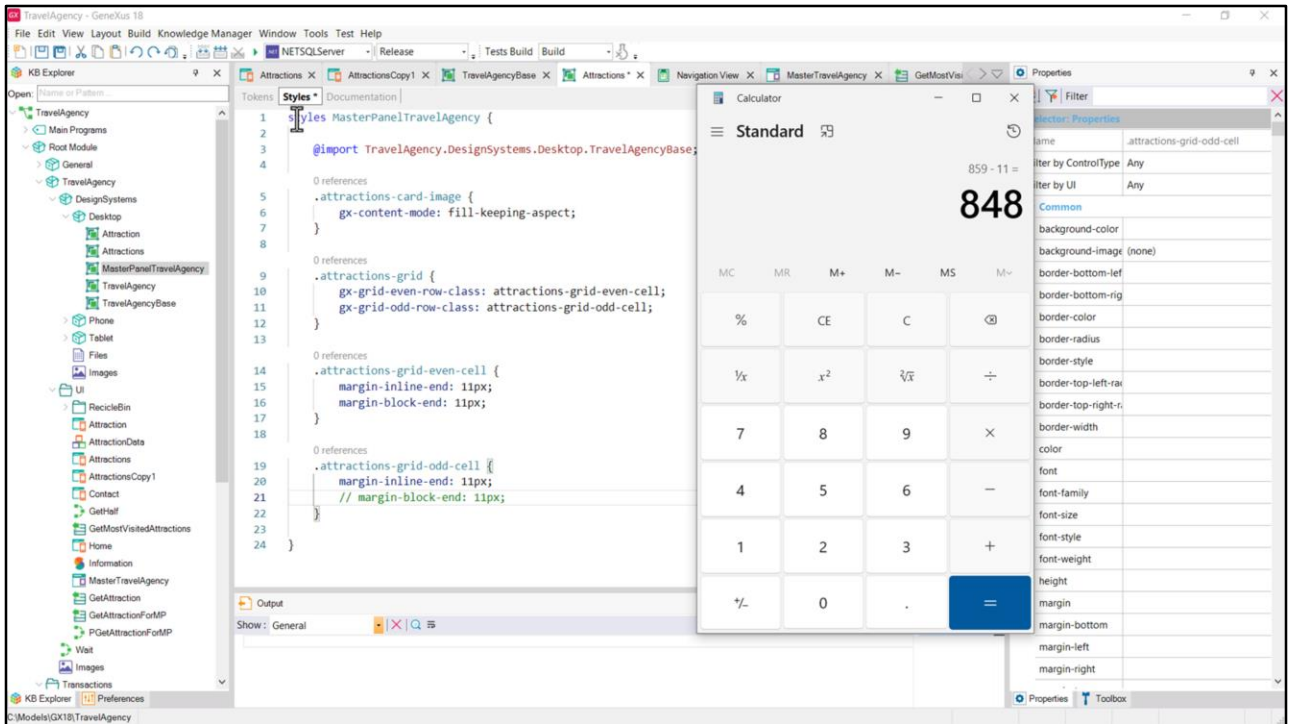 GX TravelAgency - GeneXus 18
File Edit View Layout Build Knowledge Manager Window Tools Test Help
NETSQLServer Release Tests Build Build
KB Explorer
Open: Name or Pattern
TravelAgency
Main Programs
Root Module
General
TravelAgency
DesignSystems
Desktop
Attraction
Attractions
MasterPanelTravelAgency
TravelAgency
TravelAgencyBase
Phone
Tablet
Files
Images
UI
RecicleBin
Attraction
AttractionData
Attractions
AttractionsCopy1
Contact
GetHalf
GetMostVisitedAttractions
Home
Information
MasterTravelAgency
GetAttraction
GetAttractionForMP
PGetAttractionForMP
Wait
Images
Transactions
KB Explorer Preferences
C:\Models\GX18\TravelAgency
Attractions X AttractionsCopy1 X TravelAgencyBase X Attractions * X Navigation View X MasterTravelAgency X GetMostVisi
Tokens Styles * Documentation
1 styles MasterPanelTravelAgency {
2
3 @import TravelAgency.DesignSystems.Desktop.TravelAgencyBase;
4
0 references
5 .attractions-card-image {
6 gx-content-mode: fill-keeping-aspect;
7 }
8
0 references
9 .attractions-grid {
10 gx-grid-even-row-class: attractions-grid-even-cell;
11 gx-grid-odd-row-class: attractions-grid-odd-cell;
12 }
13
0 references
14 .attractions-grid-even-cell {
15 margin-inline-end: 11px;
16 margin-block-end: 11px;
17 }
18
0 references
19 .attractions-grid-odd-cell {
20 margin-inline-end: 11px;
21 // margin-block-end: 11px;
22 }
23
24 }
Output
Show: General
Calculator
Standard
859 - 11 =
848
MC MR M+ M- MS M
% CE C
1/x x² ²√x ÷
7 8 9 ×
4 5 6 −
1 2 3 +
+/- 0 . =
Properties
Filter
elector: Properties
ame .attractions-grid-odd-cell
ilter by ControlType Any
ilter by UI Any
Common
background-color
background-image (none)
border-bottom-lef
border-bottom-rig
border-color
border-radius
border-style
border-top-left-rad
border-top-right-r
border-width
color
font
font-family
font-size
font-style
font-weight
height
margin
margin-bottom
margin-left
margin-right
Properties Toolbox